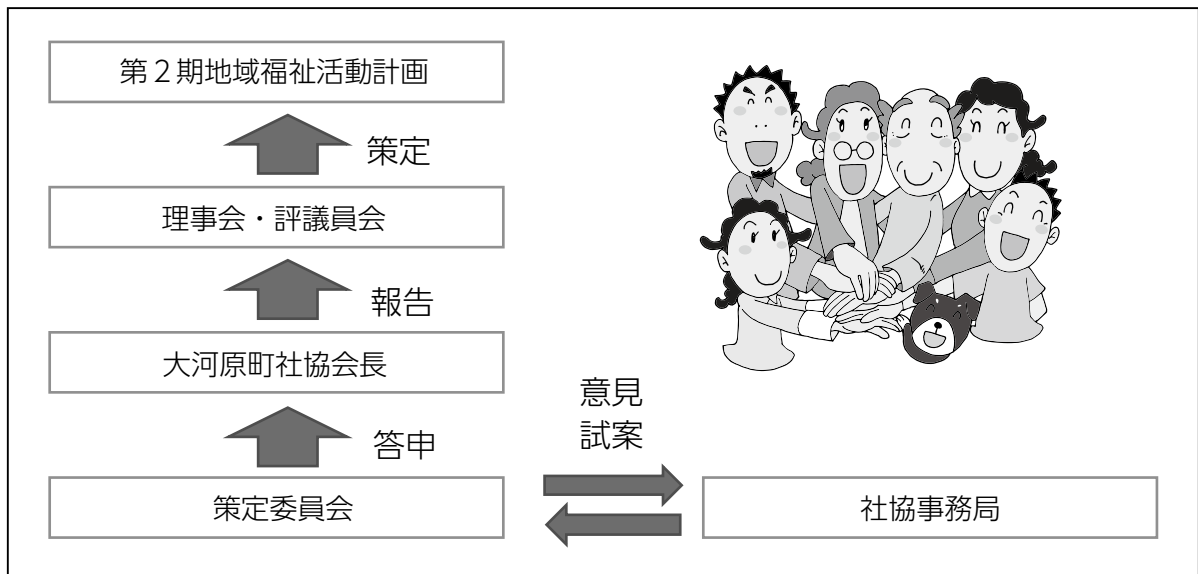 第２期地域福祉活動計画
策定
理事会・評議員会
報告
大河原町社協会長
答申
意見
試案
策定委員会
社協事務局